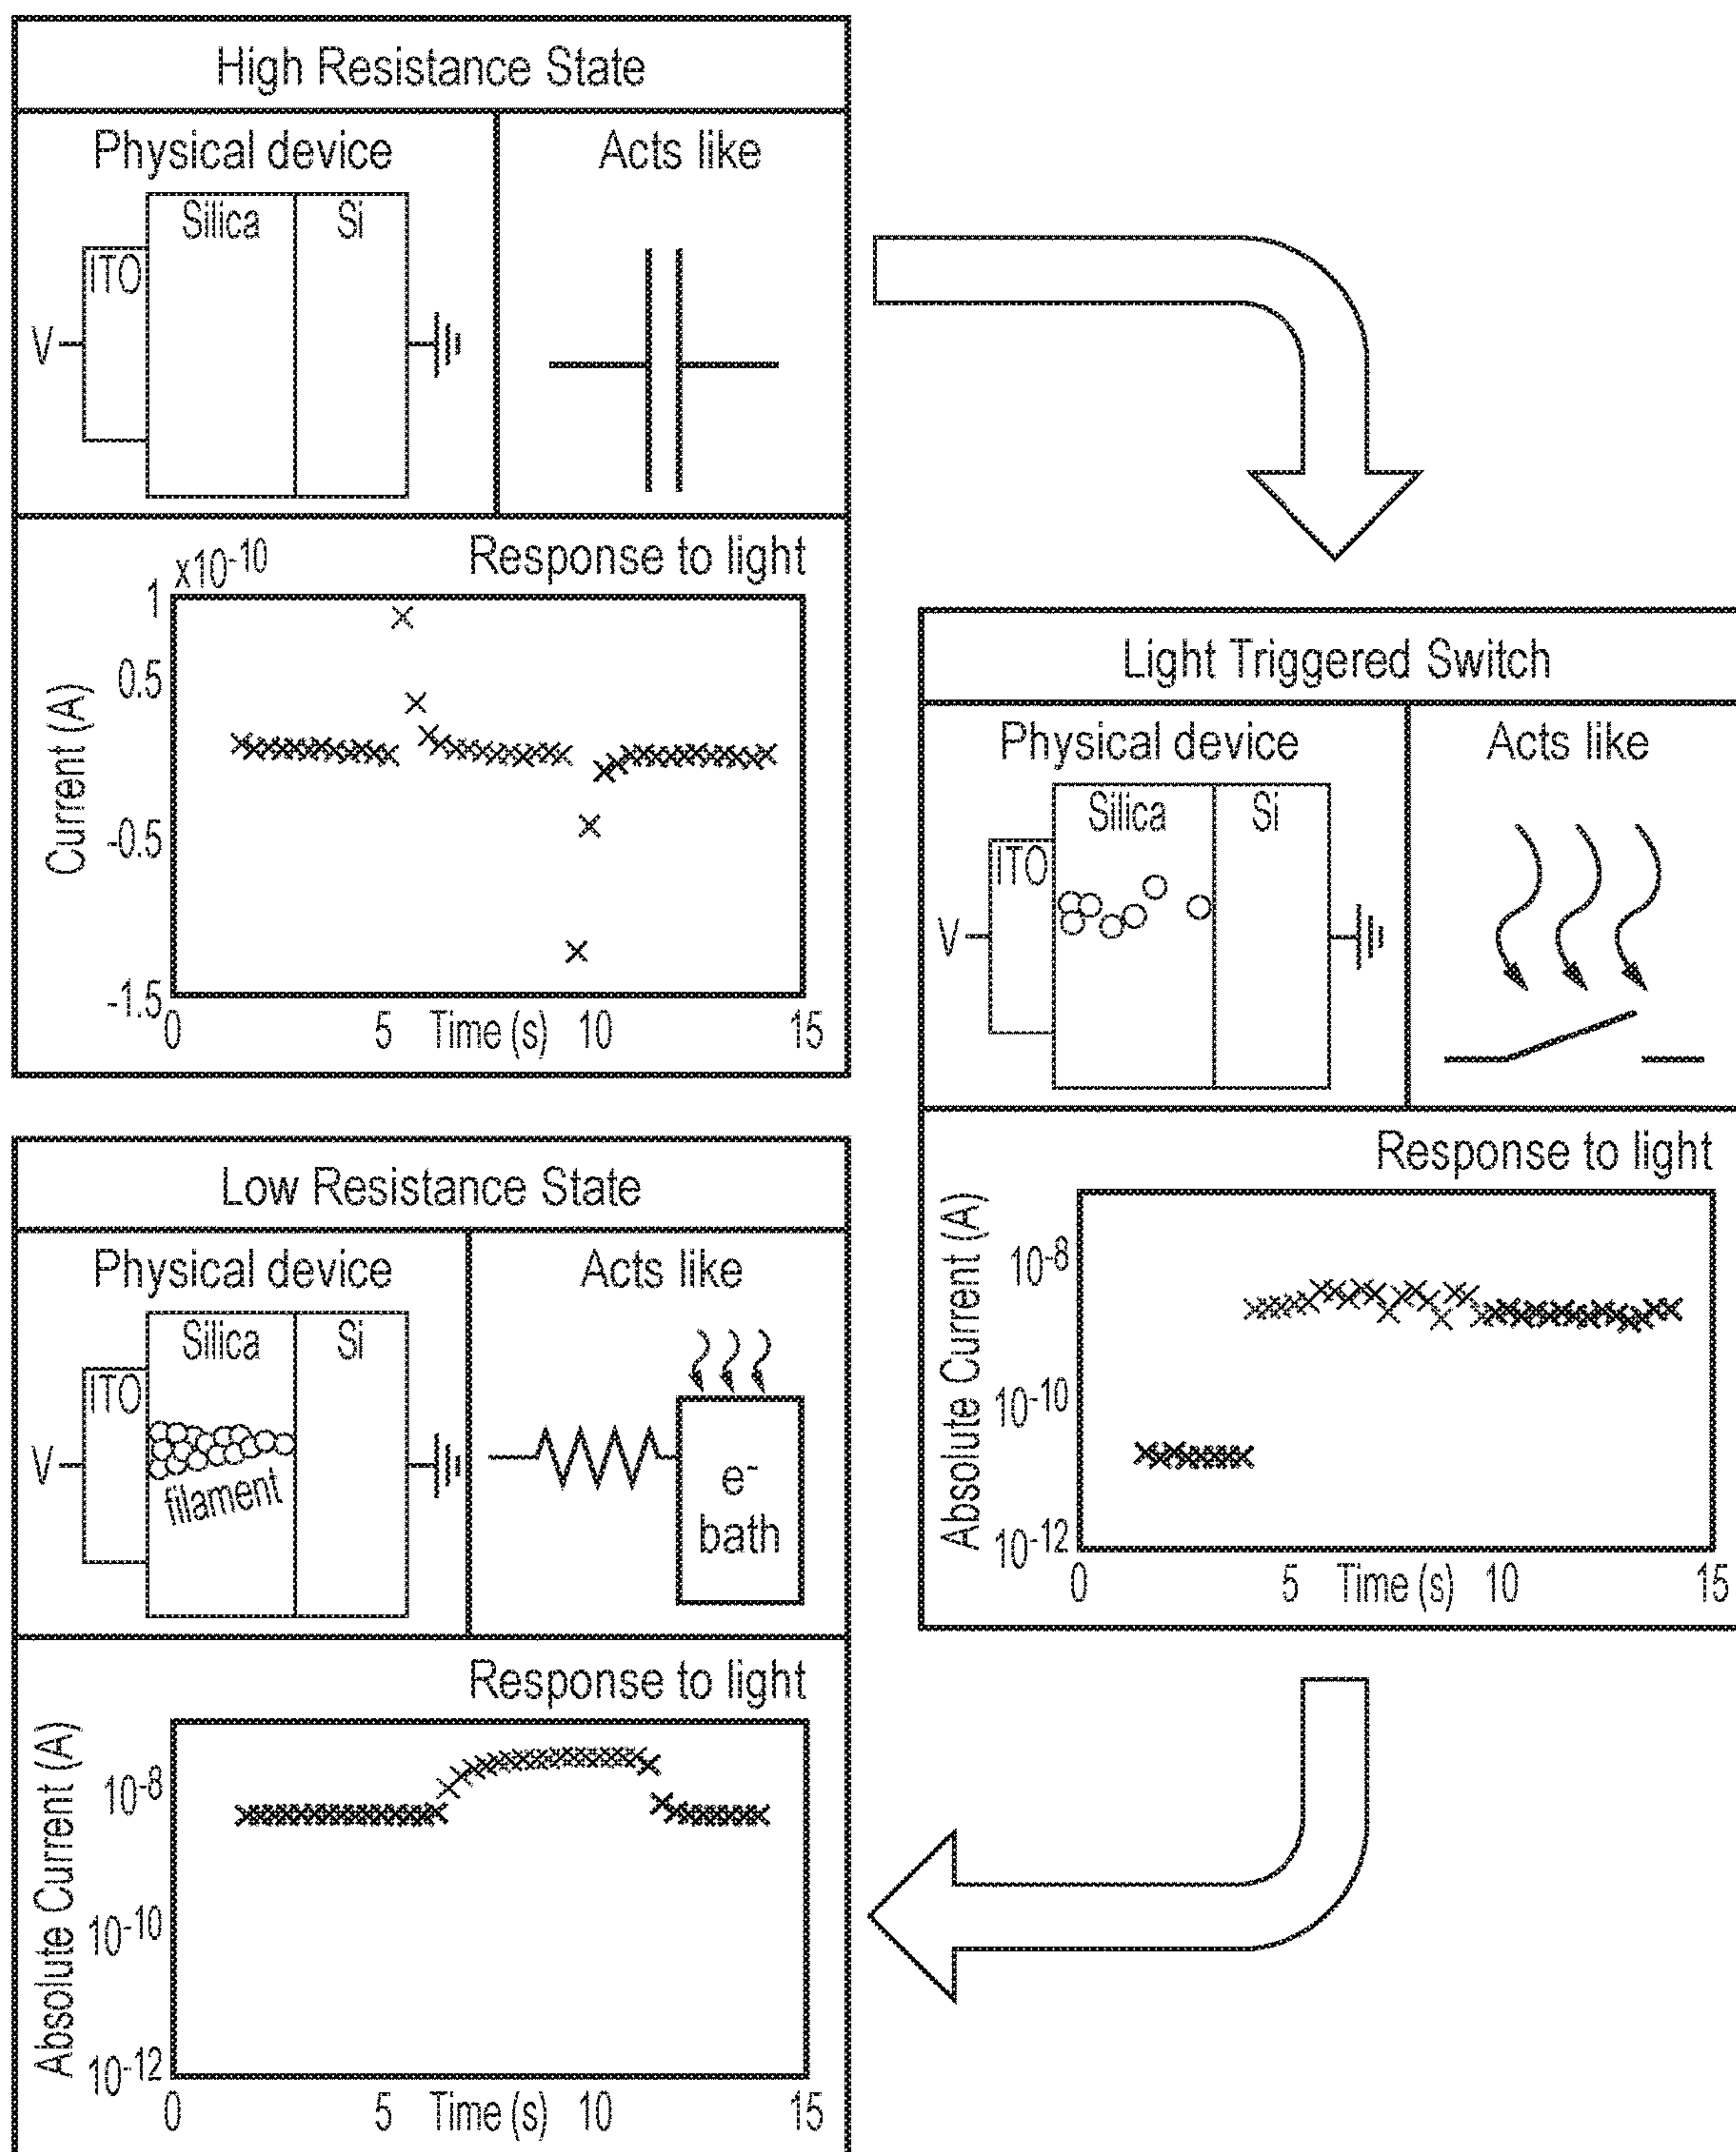 High Resistance State
Physical device
Acts like
Silica
Si
ITO
V
Response to light
x10-10
1
0.5
-0.5
-1.5
Current (A)
0
5
Time (s)
10
15
Light Triggered Switch
Physical device
Acts like
Silica
Si
ITO
V
Response to light
Absolute Current (A)
10-8
10-10
10-12
0
5
Time (s)
10
15
Low Resistance State
Physical device
Acts like
Silica
Si
ITO
V
filament
e-
bath
Response to light
Absolute Current (A)
10-8
10-10
10-12
0
5
Time (s)
10
15